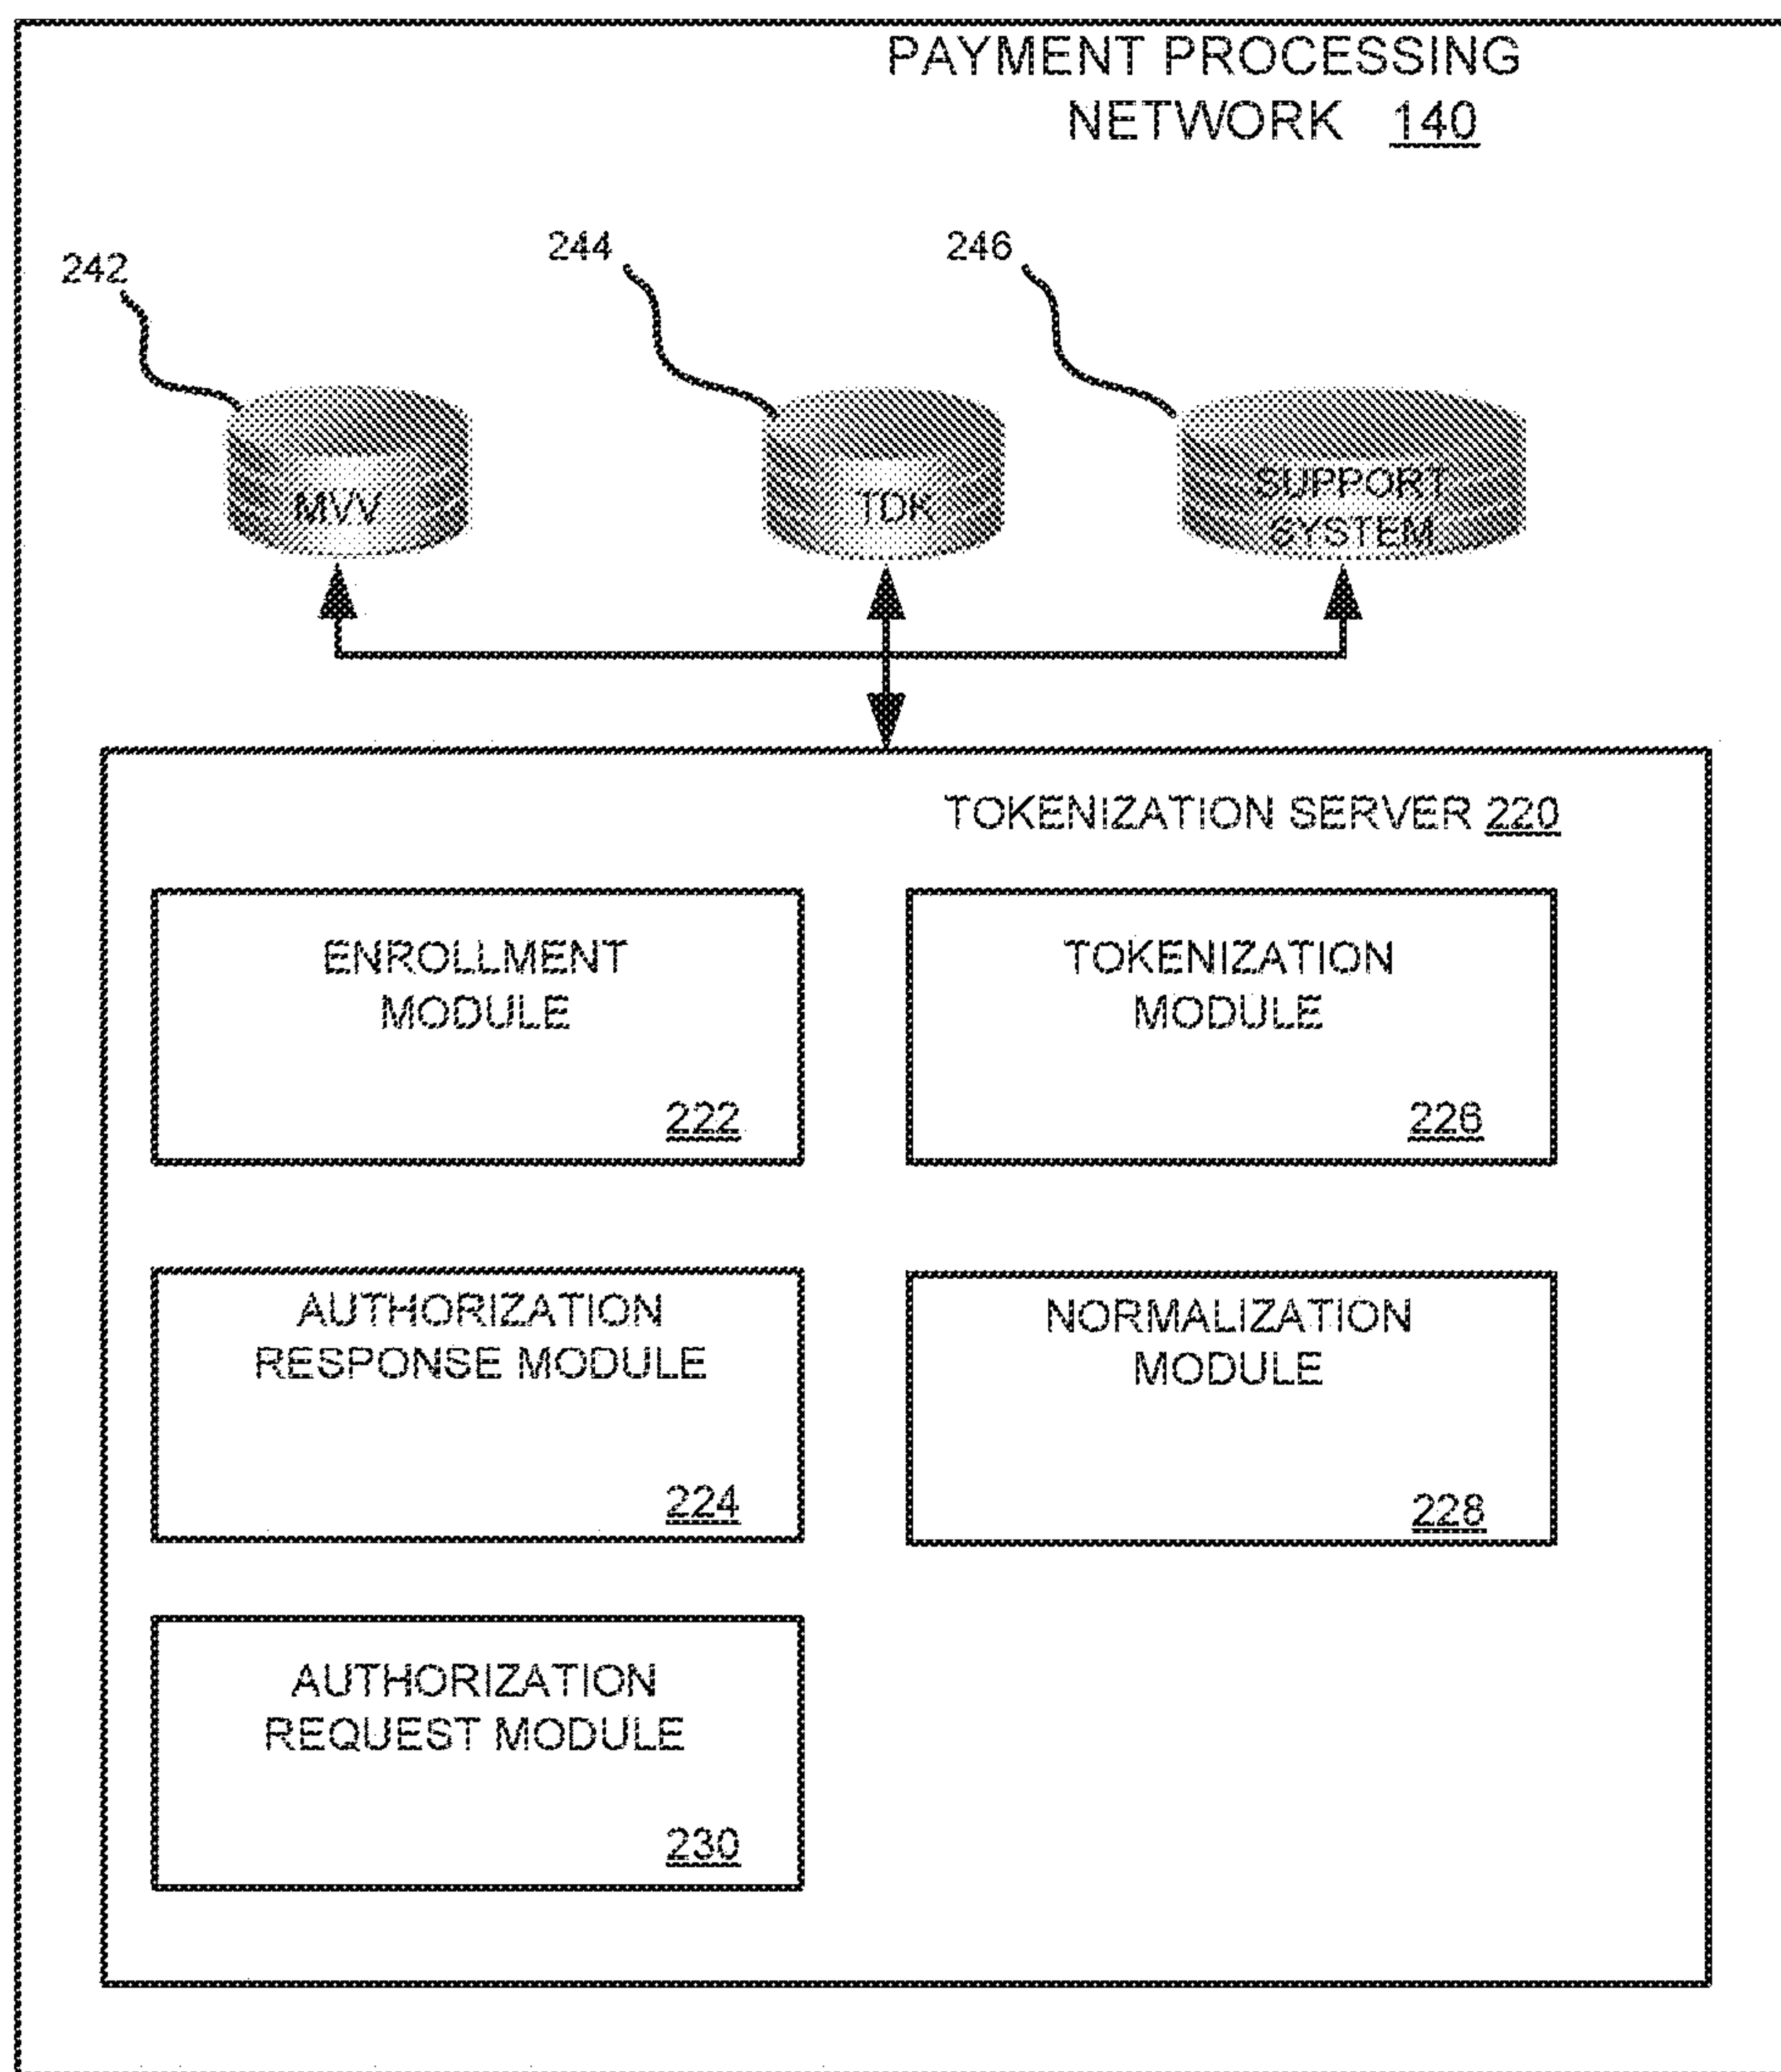 PAYMENT PROCESSING
NETWORK 140
242
244
246
MVV
TDK
SUPPORT
SYSTEM
TOKENIZATION SERVER 220
ENROLLMENT
MODULE
222
TOKENIZATION
MODULE
226
AUTHORIZATION
RESPONSE MODULE
224
NORMALIZATION
MODULE
228
AUTHORIZATION
REQUEST MODULE
230